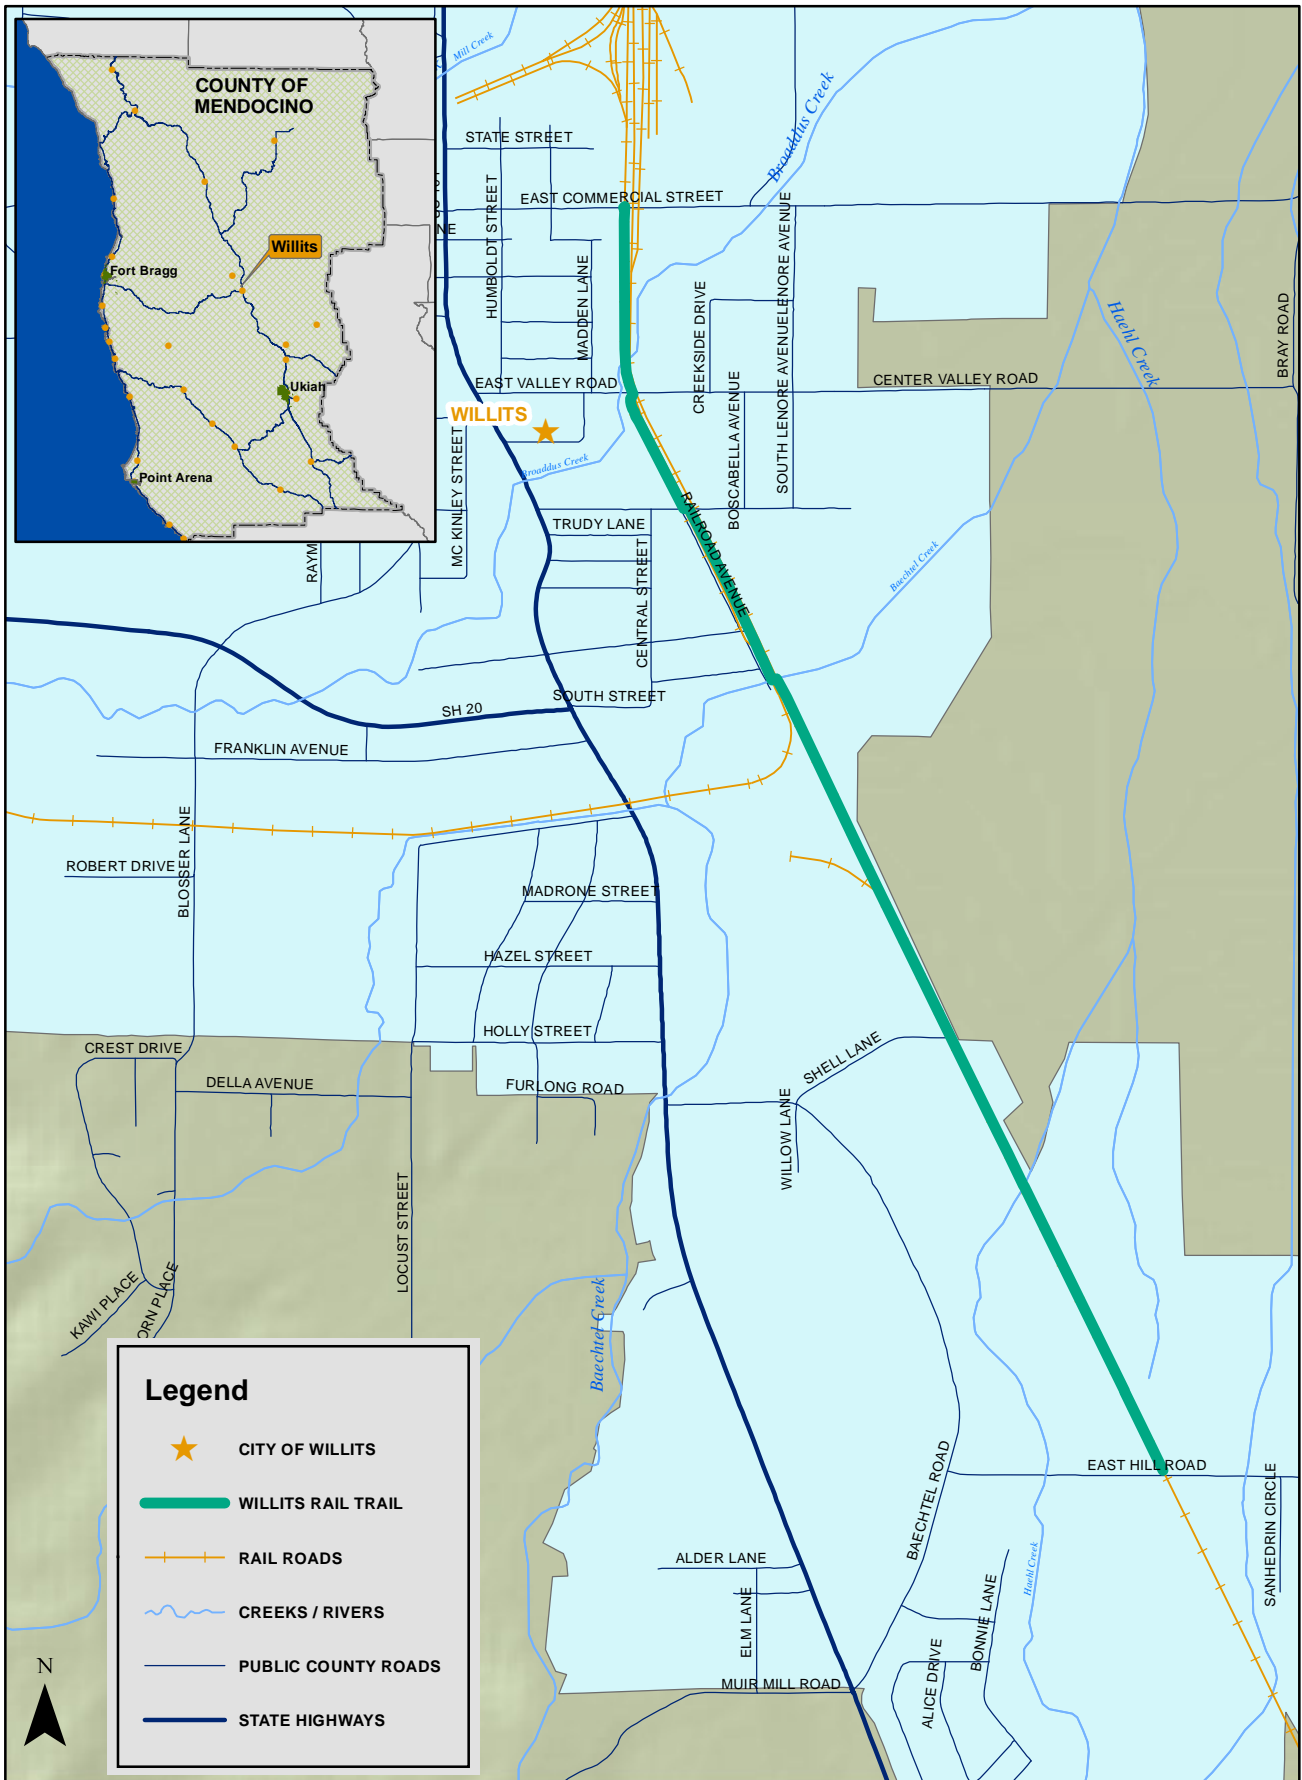 COUNTY OF
MENDOCINO
Willits
Fort Bragg
Ukiah
Point Arena
Mill Creek
STATE STREET
Broaddus Creek
EAST COMMERCIAL STREET
HUMBOLDT STREET
MADDEN LANE
SOUTH LENORE AVENUE
LENORE AVENUE
CREEKSIDE DRIVE
Haehl Creek
BRAY ROAD
EAST VALLEY ROAD
CENTER VALLEY ROAD
WILLITS
MC KINLEY STREET
Broaddus Creek
BOSCABELLA AVENUE
RAILROAD AVENUE
TRUDY LANE
CENTRAL STREET
Baechtel Creek
SOUTH STREET
SH 20
FRANKLIN AVENUE
BLOSSER LANE
ROBERT DRIVE
MADRONE STREET
HAZEL STREET
HOLLY STREET
CREST DRIVE
DELLA AVENUE
FURLONG ROAD
SHELL LANE
WILLOW LANE
LOCUST STREET
KAWI PLACE
Baechtel Creek
EAST HILL ROAD
BAECHTEL ROAD
SANHEDRIN CIRCLE
ALDER LANE
ELM LANE
Haehl Creek
BONNIE LANE
ALICE DRIVE
MUIR MILL ROAD
Legend
CITY OF WILLITS
WILLITS RAIL TRAIL
RAIL ROADS
CREEKS / RIVERS
PUBLIC COUNTY ROADS
STATE HIGHWAYS
N